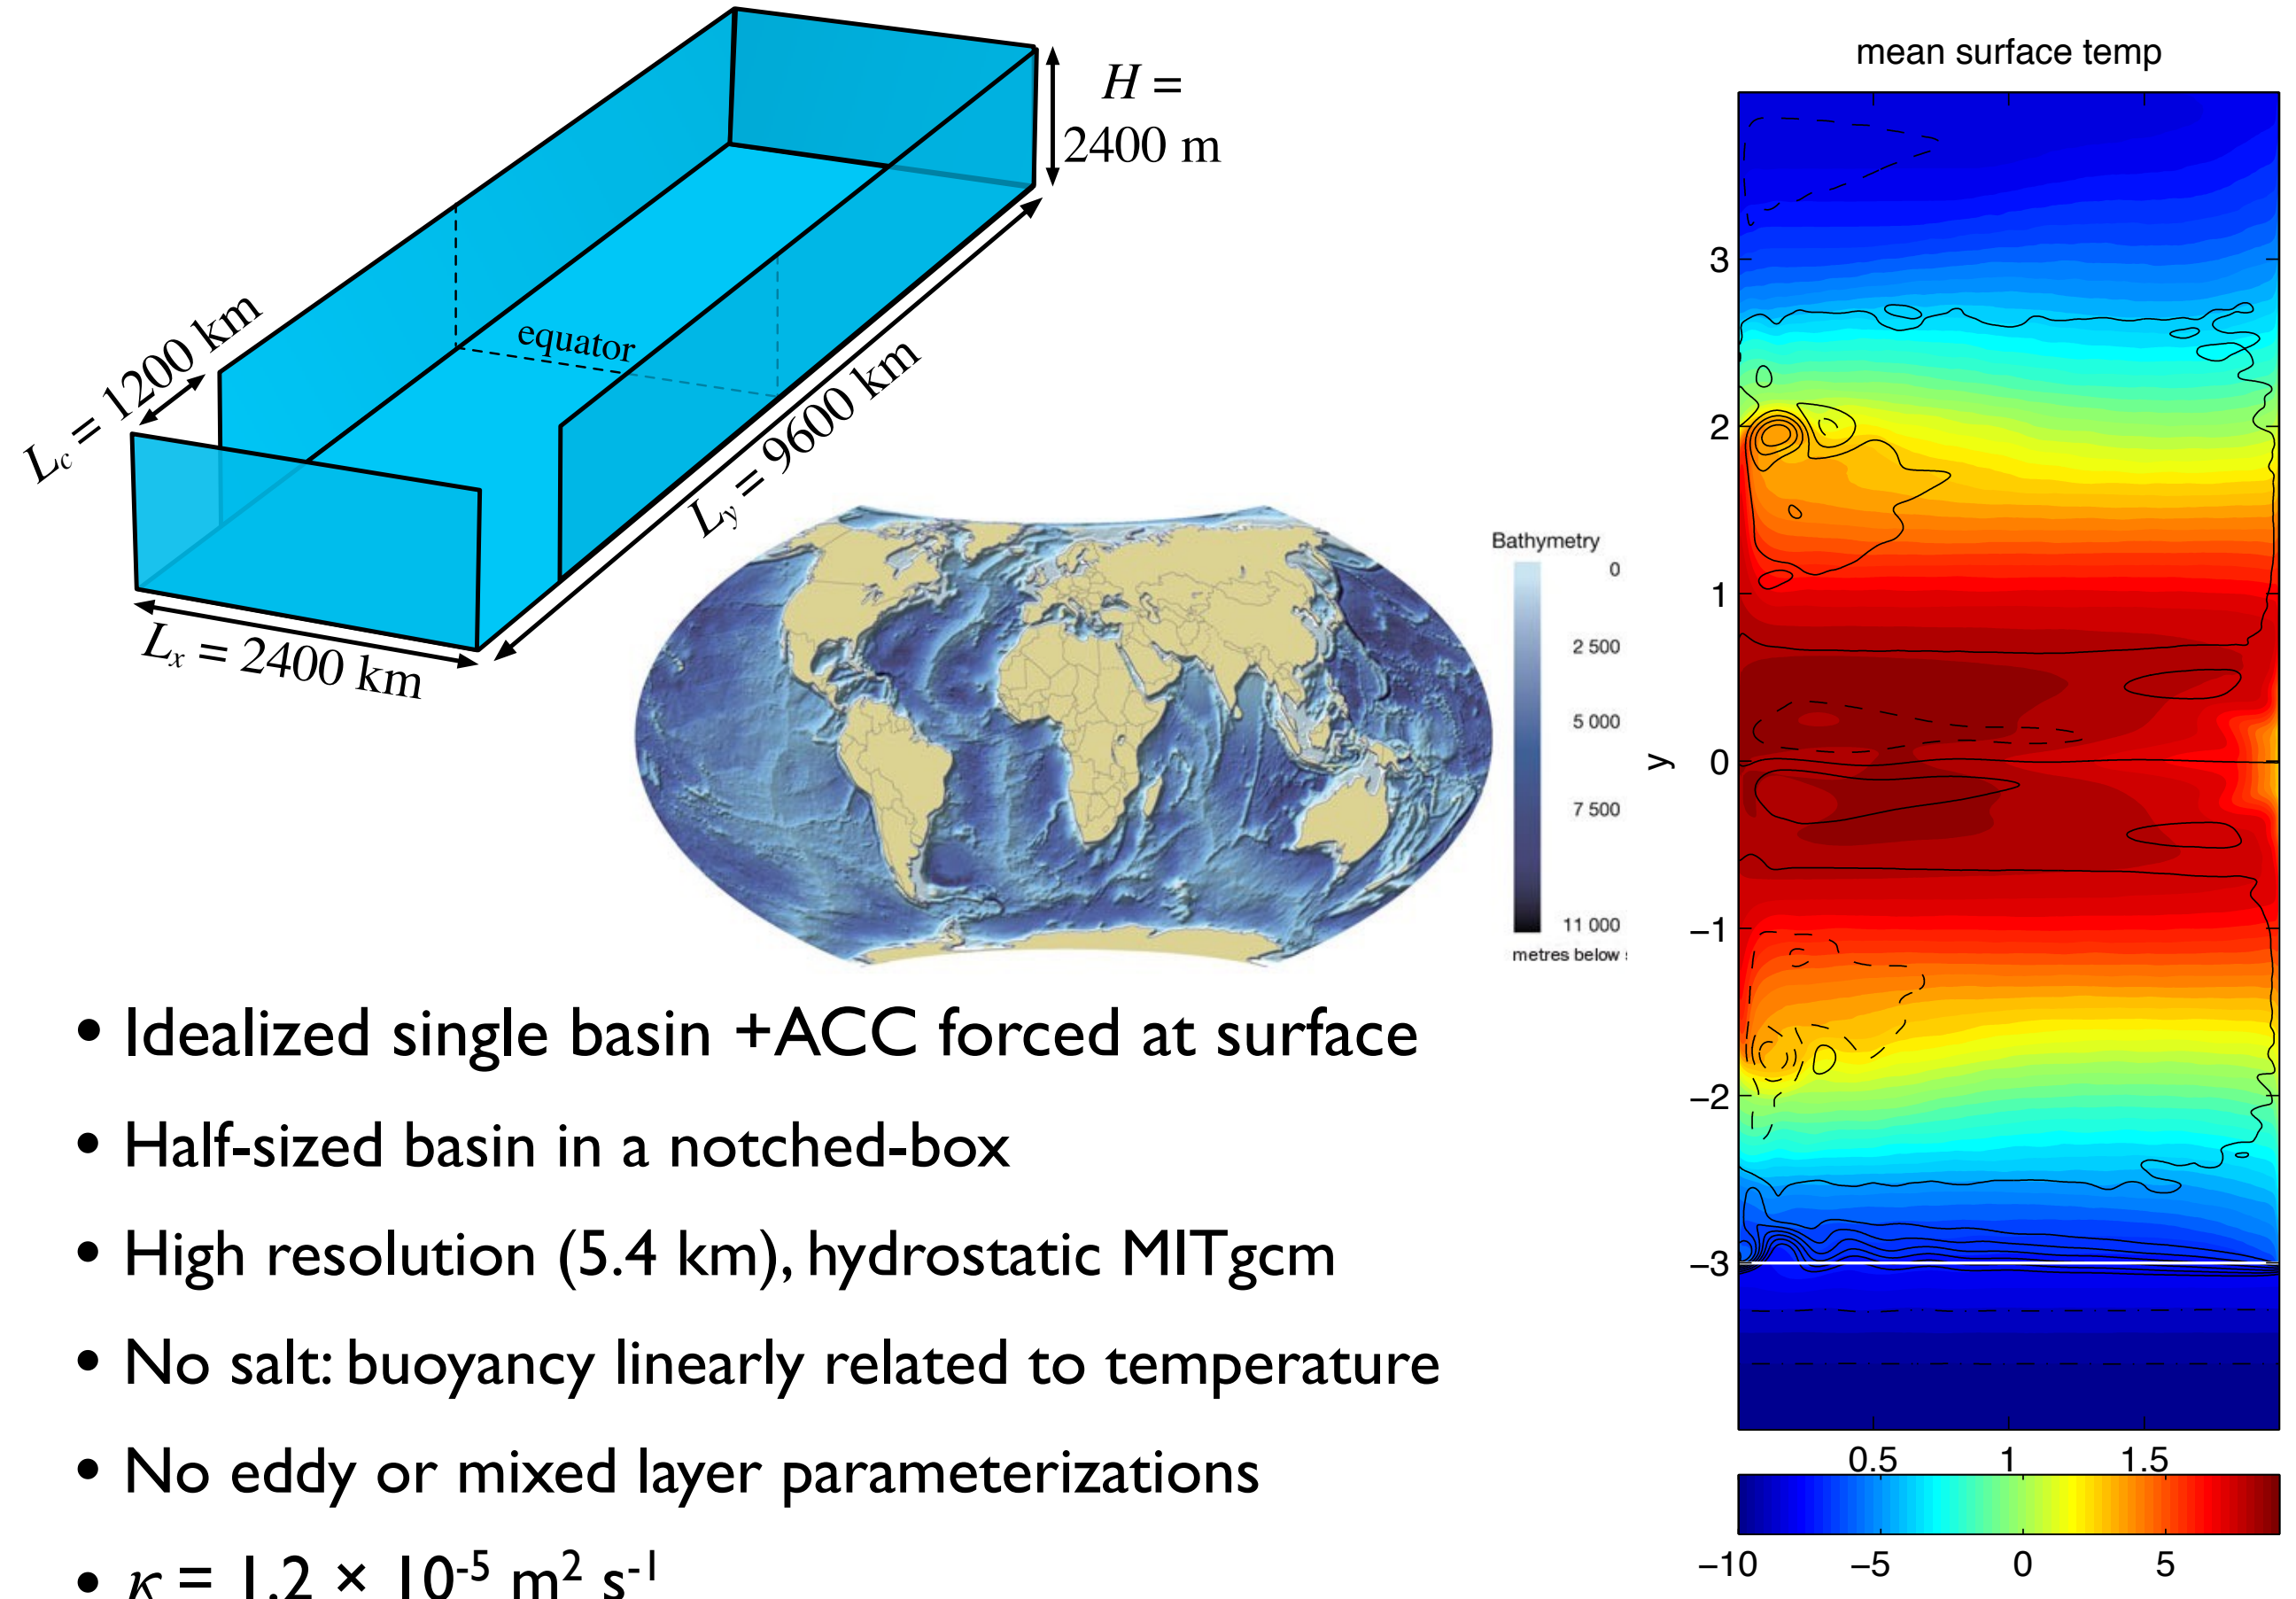 H =
2400 m
L_c = 1200 km
equator
L_y = 9600 km
L_x = 2400 km
Bathymetry
0
2 500
5 000
7 500
11 000
metres below
mean surface temp
3
2
1
0
−1
−2
−3
y
0.5 1 1.5
−10 −5 0 5
• Idealized single basin +ACC forced at surface
• Half-sized basin in a notched-box
• High resolution (5.4 km), hydrostatic MITgcm
• No salt: buoyancy linearly related to temperature
• No eddy or mixed layer parameterizations
• κ = 1.2 × 10⁻⁵ m² s⁻¹